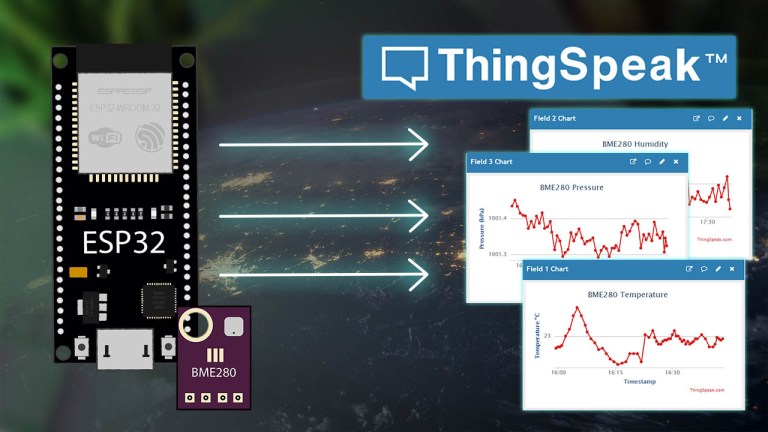 ESPRESSIF
ESP32-WROOM-32
WiFi
ESP32
BME280
ThingSpeak™
Field 2 Chart
BME280 Humidity
17:30
ThingSpeak.com
Field 3 Chart
BME280 Pressure
Pressure (hPa)
1001.4
1001.3
Field 1 Chart
BME280 Temperature
Temperature °C
23
16:00
16:15
16:30
Timestamp
ThingSpeak.com